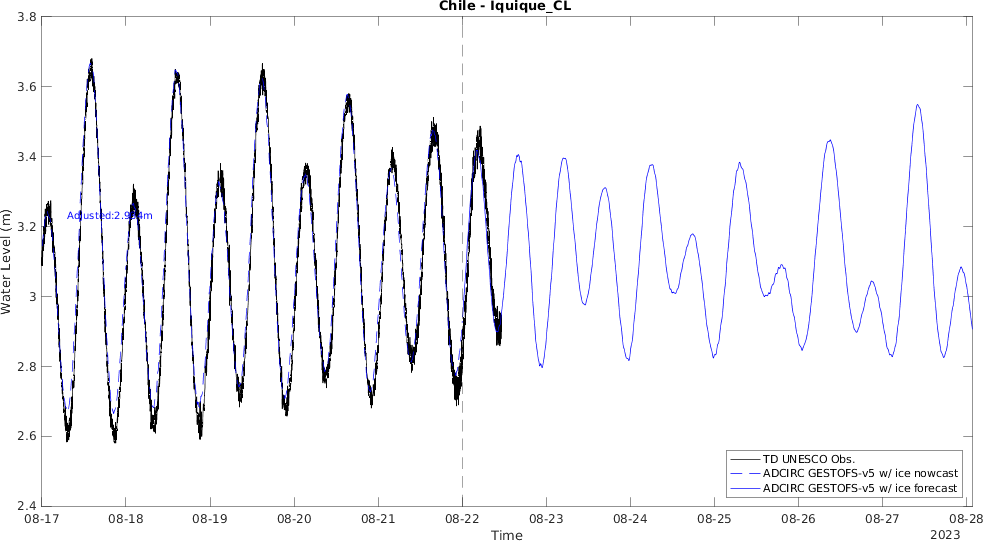 Chile - Iquique_CL
3.8
3.6
3.4
3.2
3
2.8
2.6
2.4
Water Level (m)
TD UNESCO Obs.
ADCIRC GESTOFS-v5 w/ ice nowcast
ADCIRC GESTOFS-v5 w/ ice forecast
08-17 08-18 08-19 08-20 08-21 08-22 08-23 08-24 08-25 08-26 08-27 08-28
Time
2023